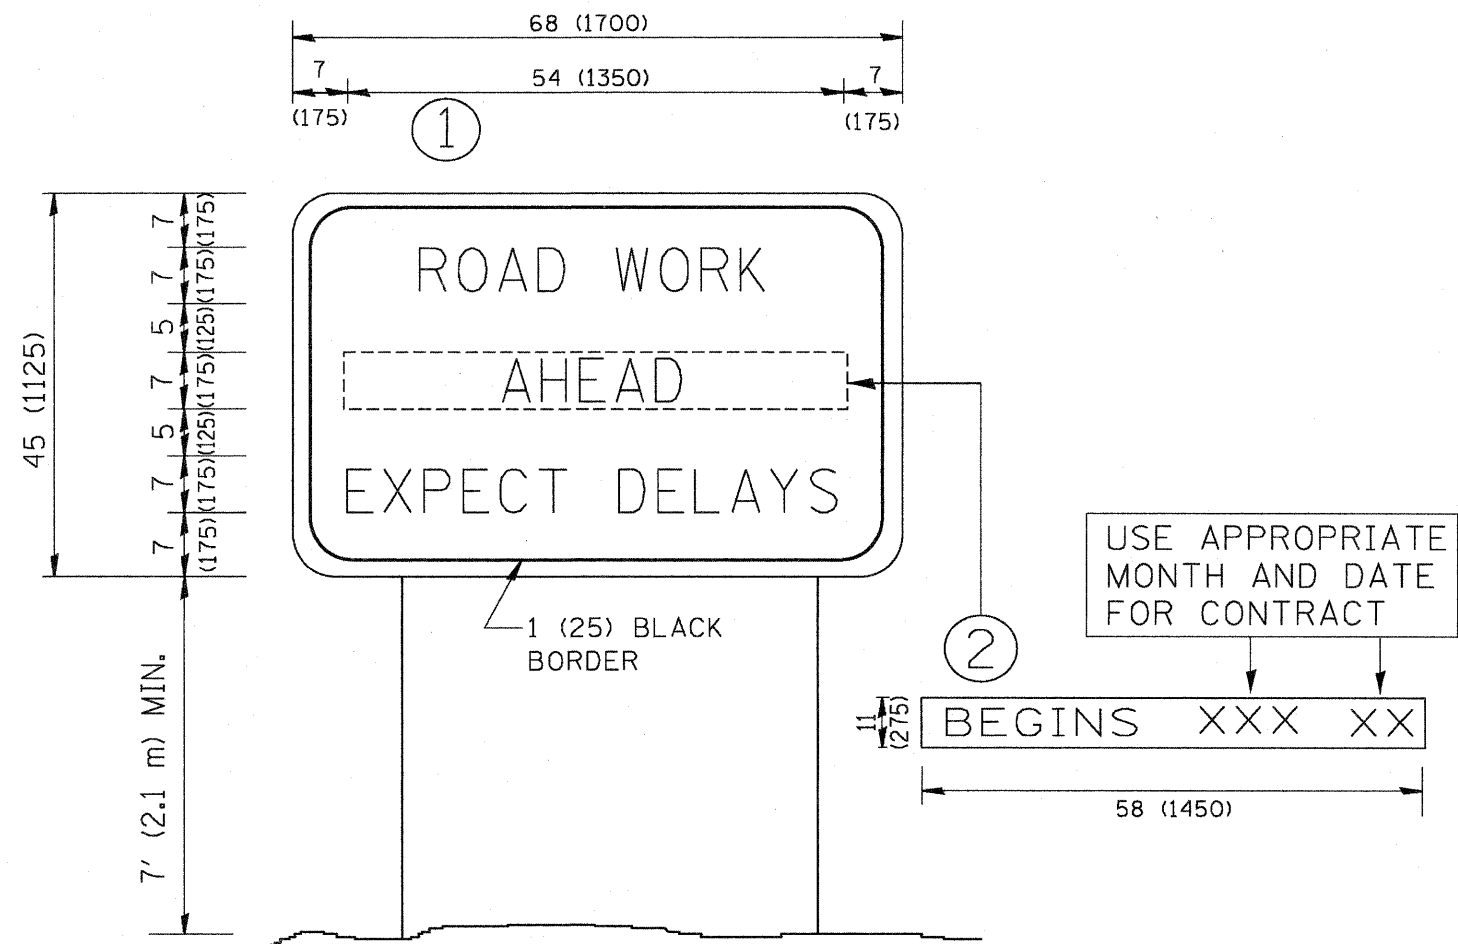 68 (1700)
7
54 (1350)
7
(175)
(175)
1
7
(175)
7
(175)
5
(125)
7
(175)
5
(125)
7
(175)
7
(175)
45 (1125)
7' (2.1 m) MIN.
ROAD WORK
AHEAD
EXPECT DELAYS
1 (25) BLACK
BORDER
2
USE APPROPRIATE
MONTH AND DATE
FOR CONTRACT
11
(275)
BEGINS XXX XX
58 (1450)